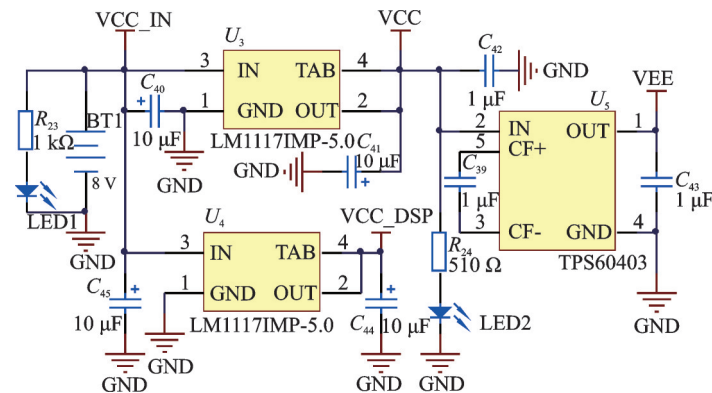 VCC_IN
U3
VCC
C42
GND
1 μF
3
IN
TAB
4
C40
1
GND
OUT
2
10 μF
LM1117IMP-5.0
GND
R23
1 kΩ
BT1
8 V
LED1
GND
GND
C41
10 μF
U5
VEE
2
IN
OUT
1
5
CF+
C39
1 μF
3
CF-
GND
4
C43
1 μF
TPS60403
GND
U4
VCC_DSP
3
IN
TAB
4
1
GND
OUT
2
LM1117IMP-5.0
C45
10 μF
GND
GND
C44
10 μF
GND
R24
510 Ω
LED2
GND